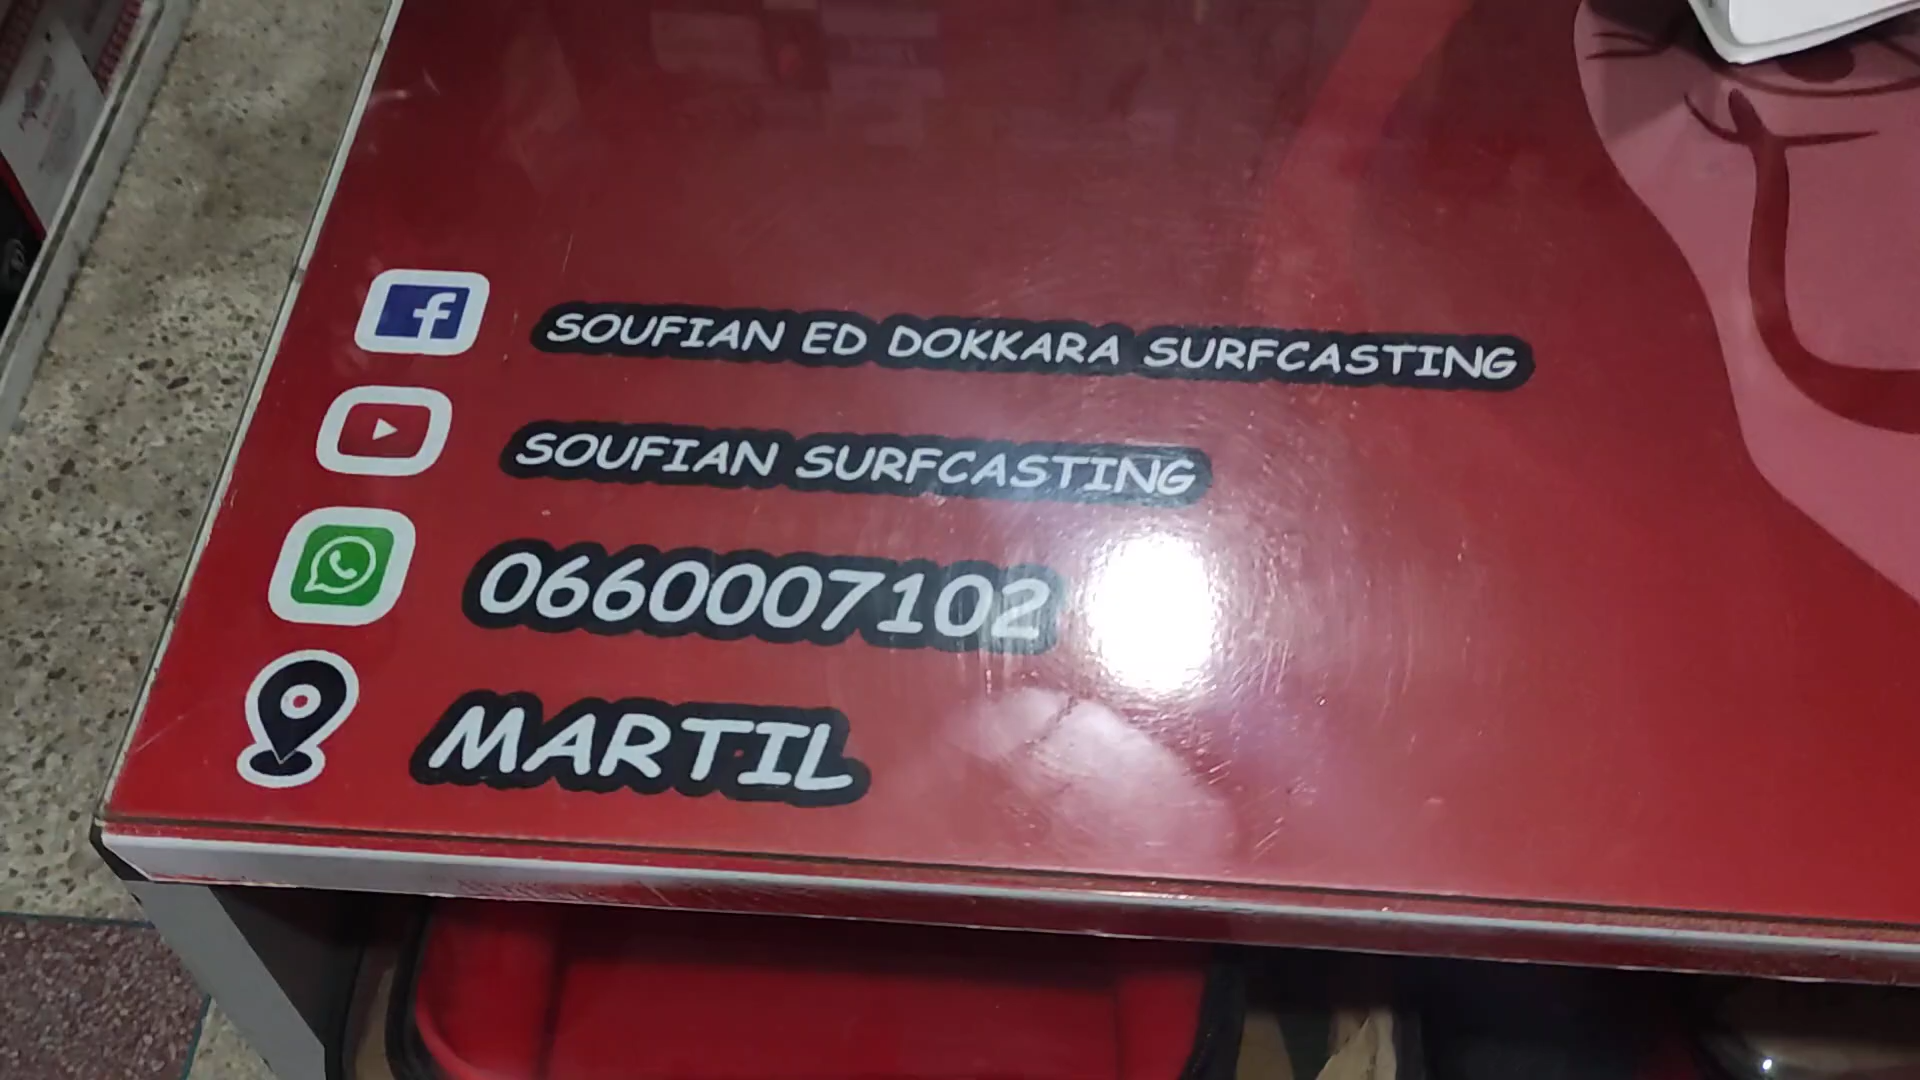 SOUFIAN ED DOKKARA SURFCASTING
SOUFIAN SURFCASTING
0660007102
MARTIL